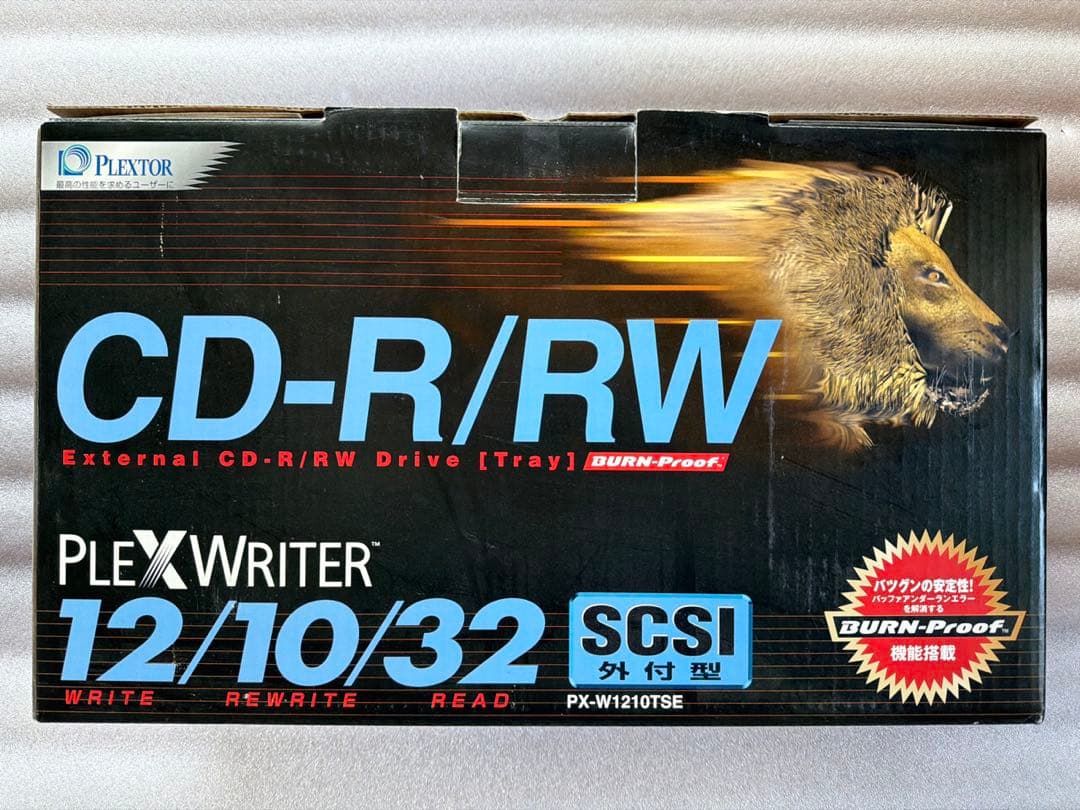 PLEXTOR
最高の性能を求めるユーザーに
CD-R/RW
External CD-R/RW Drive [Tray] BURN-Proof™
PLEXWRITER™
12/10/32
WRITE REWRITE READ
SCSI
外付型
PX-W1210TSE
バツグンの安定性!
バッファアンダーランエラー
を解消する
BURN-Proof™
機能搭載